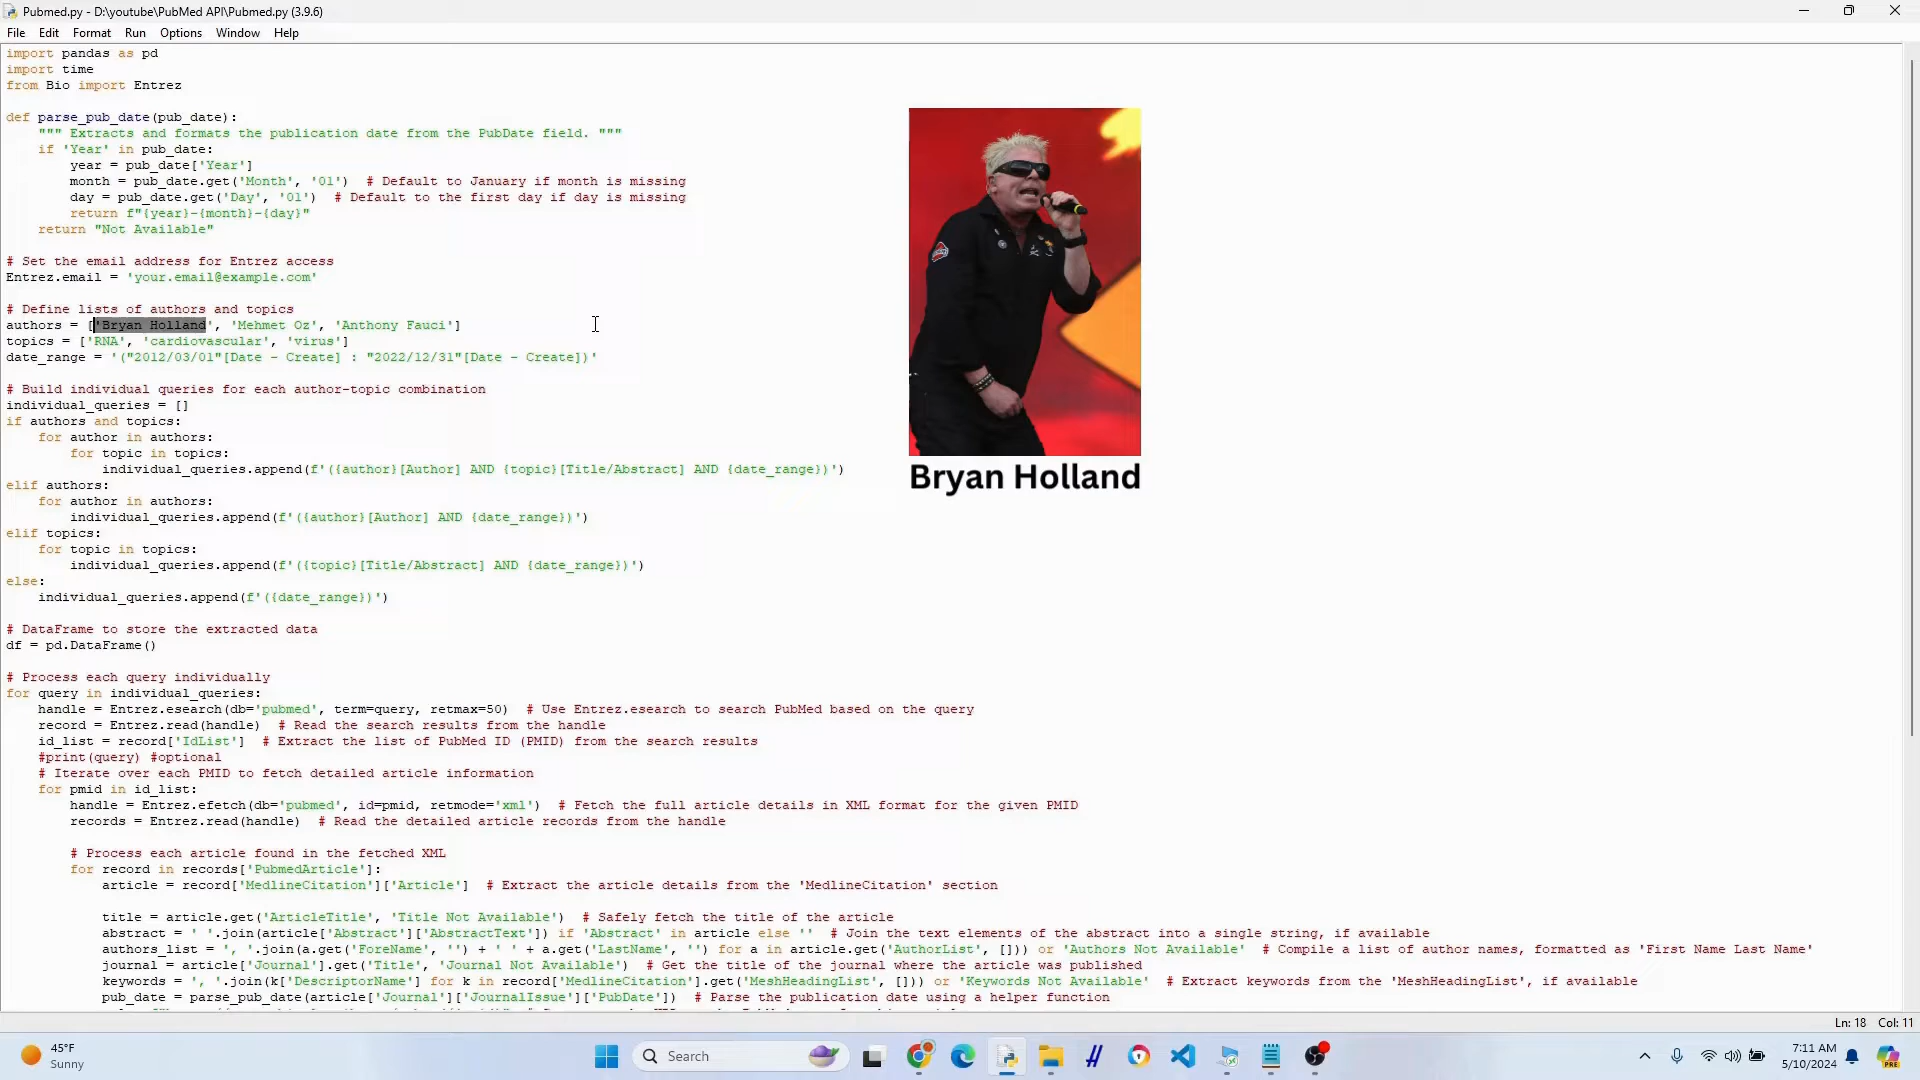 Pubmed.py - D:\youtube\PubMed API\Pubmed.py (3.9.6)
File Edit Format Run Options Window Help
import pandas as pd
import time
from Bio import Entrez
def parse_pub_date(pub_date):
""" Extracts and formats the publication date from the PubDate field. """
if 'Year' in pub_date:
year = pub_date['Year']
month = pub_date.get('Month', '01')  # Default to January if month is missing
day = pub_date.get('Day', '01')  # Default to the first day if day is missing
return f"{year}-{month}-{day}"
return "Not Available"
# Set the email address for Entrez access
Entrez.email = 'your.email@example.com'
# Define lists of authors and topics
authors = ['Bryan Holland', 'Mehmet Oz', 'Anthony Fauci']
topics = ['RNA', 'cardiovascular', 'virus']
date_range = '("2012/03/01"[Date - Create] : "2022/12/31"[Date - Create])'
# Build individual queries for each author-topic combination
individual_queries = []
if authors and topics:
for author in authors:
for topic in topics:
individual_queries.append(f'({author}[Author] AND {topic}[Title/Abstract] AND {date_range})')
elif authors:
for author in authors:
individual_queries.append(f'({author}[Author] AND {date_range})')
elif topics:
for topic in topics:
individual_queries.append(f'({topic}[Title/Abstract] AND {date_range})')
else:
individual_queries.append(f'({date_range})')
# DataFrame to store the extracted data
df = pd.DataFrame()
# Process each query individually
for query in individual_queries:
handle = Entrez.esearch(db='pubmed', term=query, retmax=50)  # Use Entrez.esearch to search PubMed based on the query
record = Entrez.read(handle)  # Read the search results from the handle
id_list = record['IdList']  # Extract the list of PubMed ID (PMID) from the search results
#print(query) #optional
# Iterate over each PMID to fetch detailed article information
for pmid in id_list:
handle = Entrez.efetch(db='pubmed', id=pmid, retmode='xml')  # Fetch the full article details in XML format for the given PMID
records = Entrez.read(handle)  # Read the detailed article records from the handle
# Process each article found in the fetched XML
for record in records['PubmedArticle']:
article = record['MedlineCitation']['Article']  # Extract the article details from the 'MedlineCitation' section
title = article.get('ArticleTitle', 'Title Not Available')  # Safely fetch the title of the article
abstract = ' '.join(article['Abstract']['AbstractText']) if 'Abstract' in article else ''  # Join the text elements of the abstract into a single string, if available
authors_list = ', '.join(a.get('ForeName', '') + ' ' + a.get('LastName', '') for a in article.get('AuthorList', [])) or 'Authors Not Available'  # Compile a list of author names, formatted as 'First Name Last Name'
journal = article['Journal'].get('Title', 'Journal Not Available')  # Get the title of the journal where the article was published
keywords = ', '.join(k['DescriptorName'] for k in record['MedlineCitation'].get('MeshHeadingList', [])) or 'Keywords Not Available'  # Extract keywords from the 'MeshHeadingList', if available
pub_date = parse_pub_date(article['Journal']['JournalIssue']['PubDate'])  # Parse the publication date using a helper function
Bryan Holland
Ln: 18 Col: 11
45°F
Sunny
Search
7:11 AM
5/10/2024
PRE